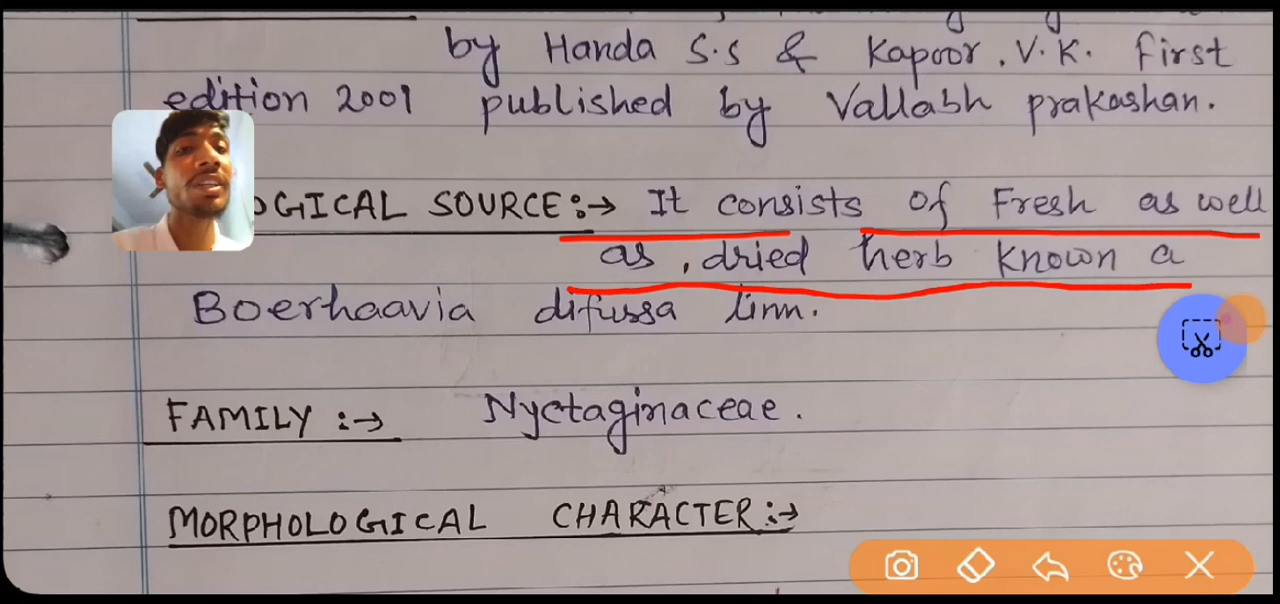 by Handa S.S & Kapoor. V. K. first
edition 2001 published by Vallabh prakashan.
OGICAL SOURCE:→ It consists of Fresh as well
as, dried herb known a
Boerhaavia difussa linn.
FAMILY :→ Nyctaginaceae.
MORPHOLOGICAL CHARACTER:→